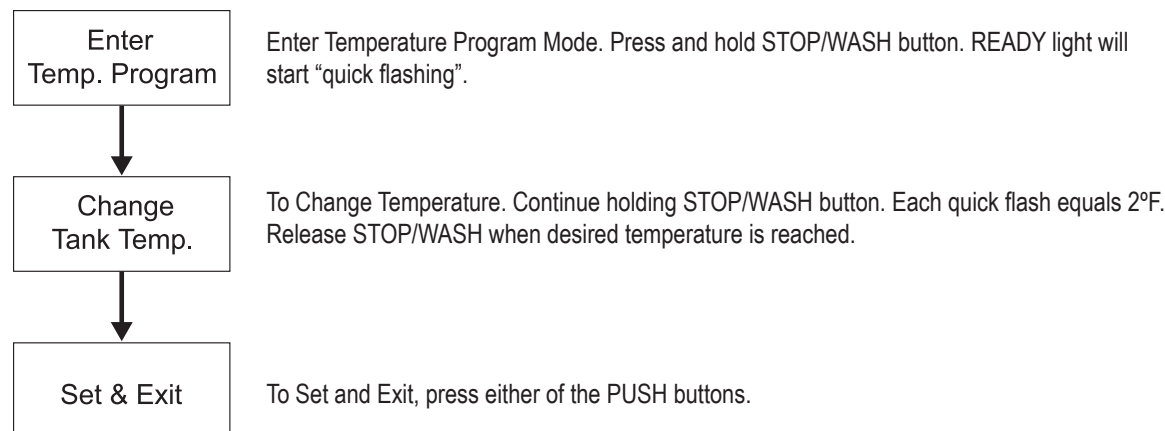 Enter
Temp. Program
Enter Temperature Program Mode. Press and hold STOP/WASH button. READY light will
start “quick flashing”.
Change
Tank Temp.
To Change Temperature. Continue holding STOP/WASH button. Each quick flash equals 2ºF.
Release STOP/WASH when desired temperature is reached.
Set & Exit
To Set and Exit, press either of the PUSH buttons.